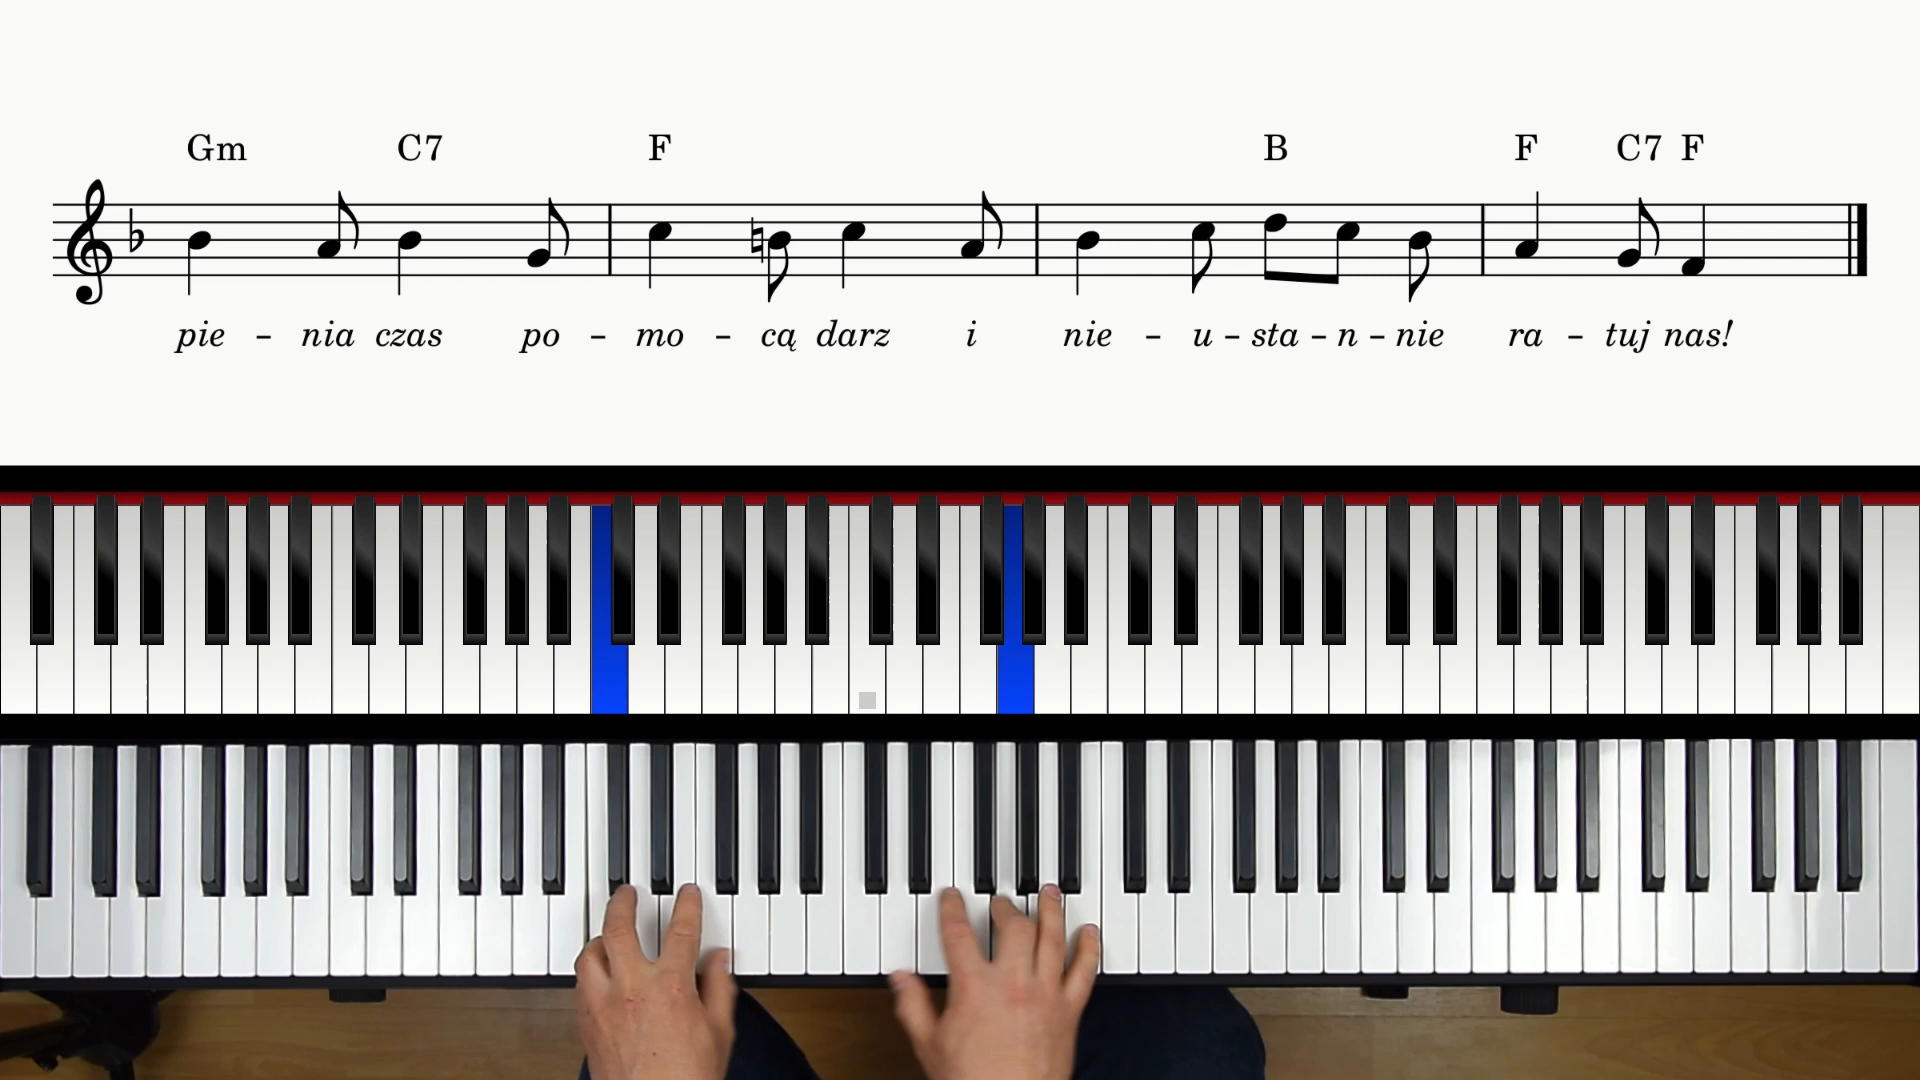 Gm C7 F B F C7 F
pie – nia czas po – mo – cą darz i nie – u – sta – n – nie ra – tuj nas!